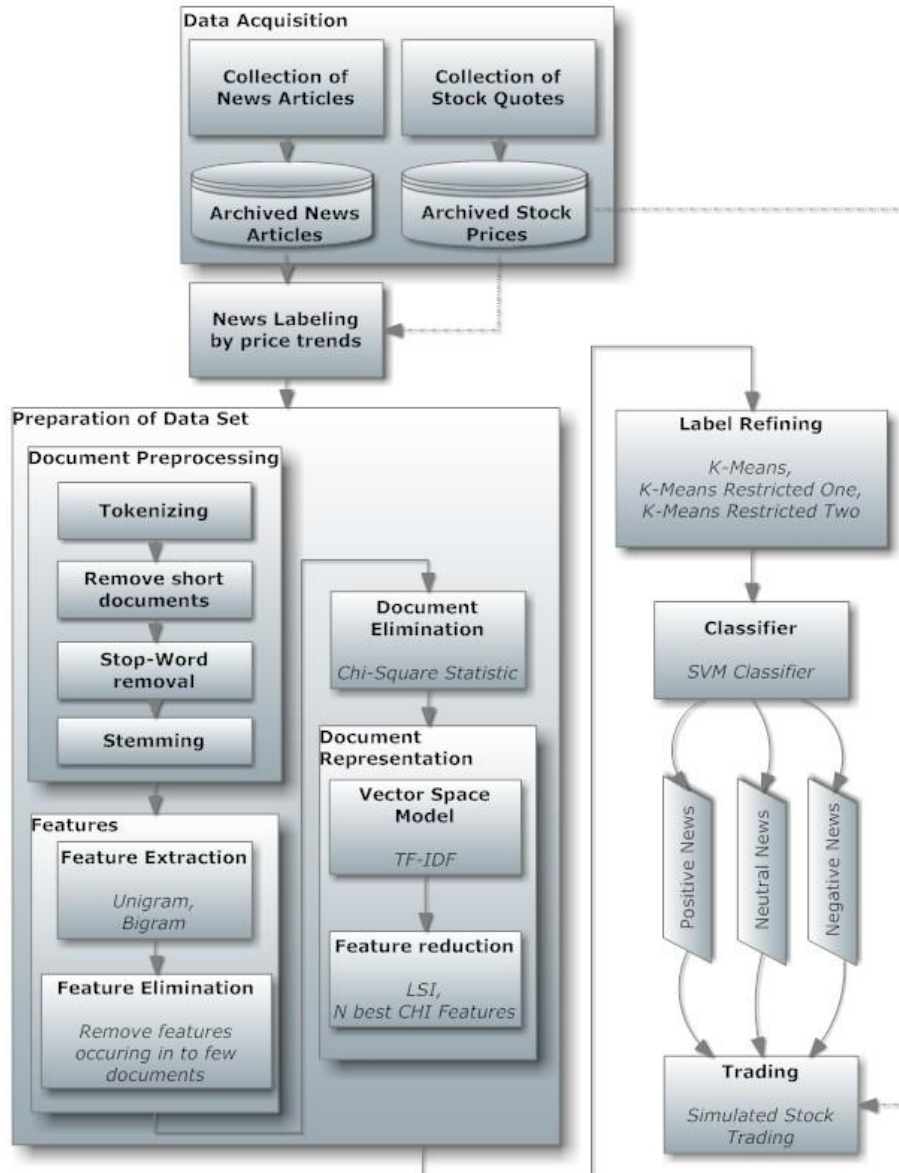 Data Acquisition
Collection of
News Articles
Collection of
Stock Quotes
Archived News
Articles
Archived Stock
Prices
News Labeling
by price trends
Preparation of Data Set
Document Preprocessing
Tokenizing
Remove short
documents
Stop-Word
removal
Stemming
Features
Feature Extraction
Unigram,
Bigram
Feature Elimination
Remove features
occuring in to few
documents
Document
Elimination
Chi-Square Statistic
Document
Representation
Vector Space
Model
TF-IDF
Feature reduction
LSI,
N best CHI Features
Label Refining
K-Means,
K-Means Restricted One,
K-Means Restricted Two
Classifier
SVM Classifier
Positive News
Neutral News
Negative News
Trading
Simulated Stock
Trading